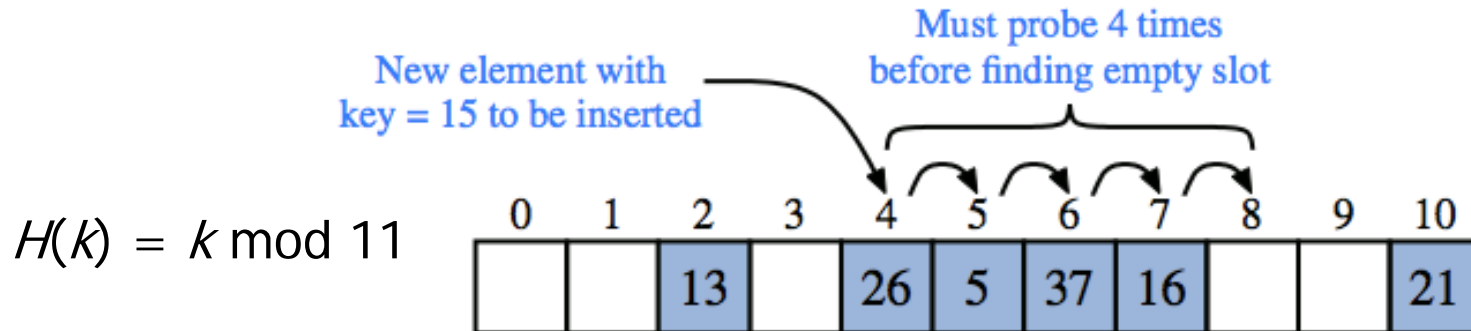 Must probe 4 times
before finding empty slot
New element with
key = 15 to be inserted
H(k) = k mod 11
0 1 2 3 4 5 6 7 8 9 10
13 26 5 37 16 21